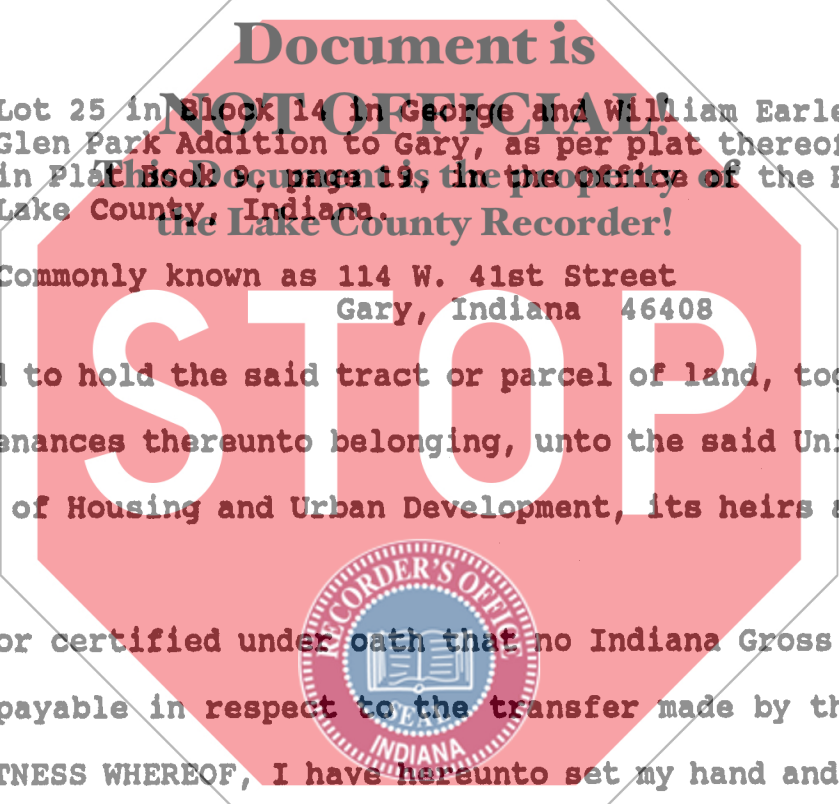 Document is
NOT OFFICIAL!
This Document is the property of
the Lake County Recorder!
Lot 25 in Block 14 in George and William Earle
Glen Park Addition to Gary, as per plat thereof
in Plat Book 9, page 19, in the Office of the
Lake County, Indiana.
Commonly known as 114 W. 41st Street
Gary, Indiana 46408
to hold the said tract or parcel of land,
enances thereunto belonging, unto the said Uni
of Housing and Urban Development, its heirs
STOP
or certified under oath that no Indiana Gross
payable in respect to the transfer made by th
TNESS WHEREOF, I have hereunto set my hand and
RECORDER'S OFFICE
SEAL
INDIANA